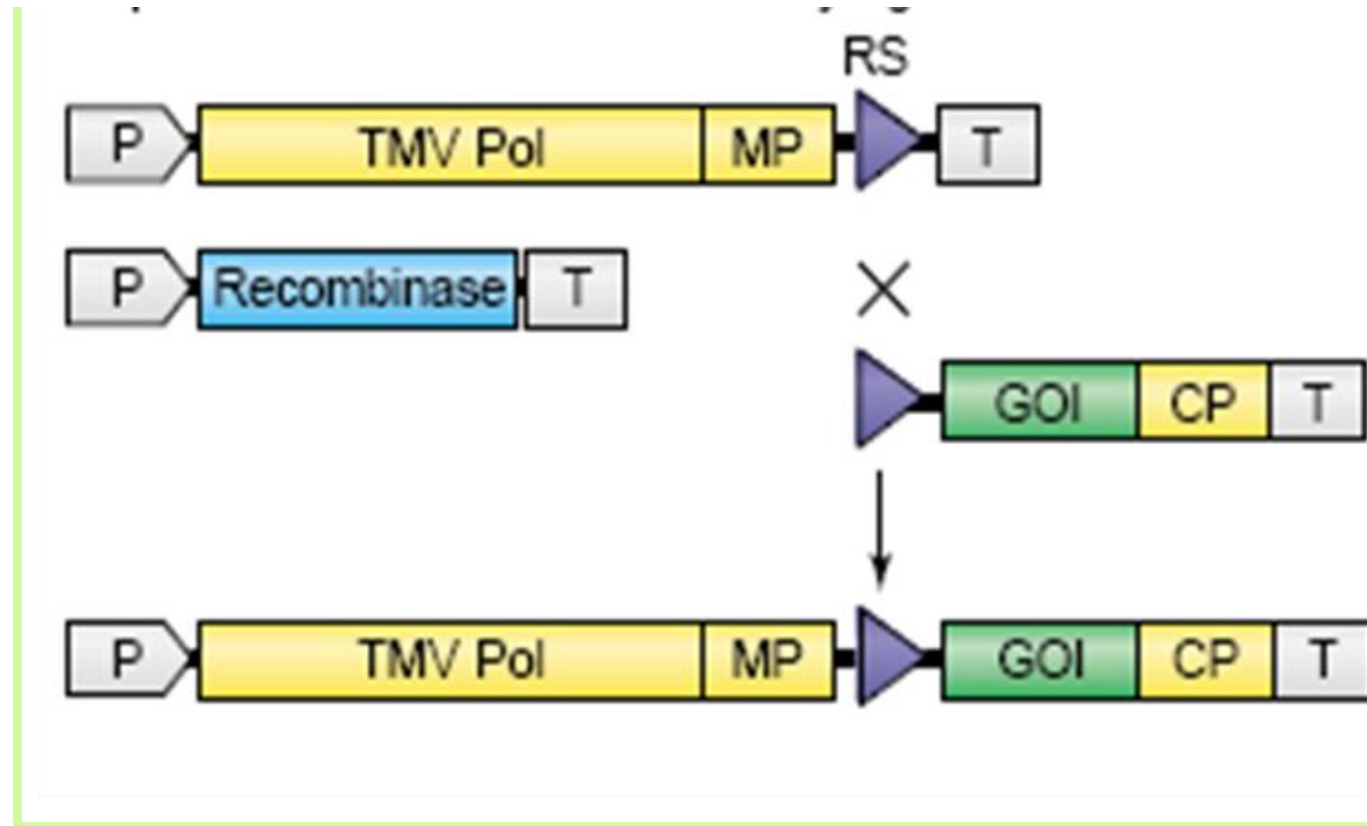 RS
P TMV Pol MP T
P Recombinase T
GOI CP T
P TMV Pol MP GOI CP T